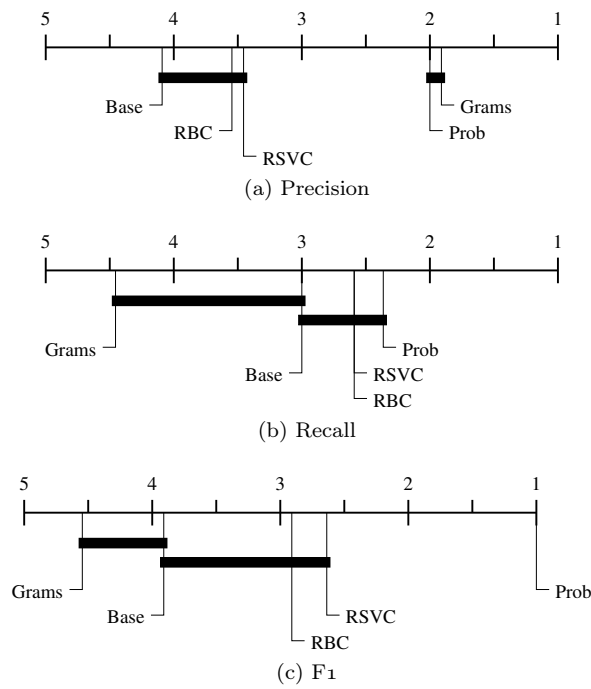 5 4 3 2 1
Base Grams
RBC Prob
RSVC
(a) Precision
5 4 3 2 1
Grams Prob
Base RSVC
RBC
(b) Recall
5 4 3 2 1
Grams Prob
Base RSVC
RBC
(c) F1